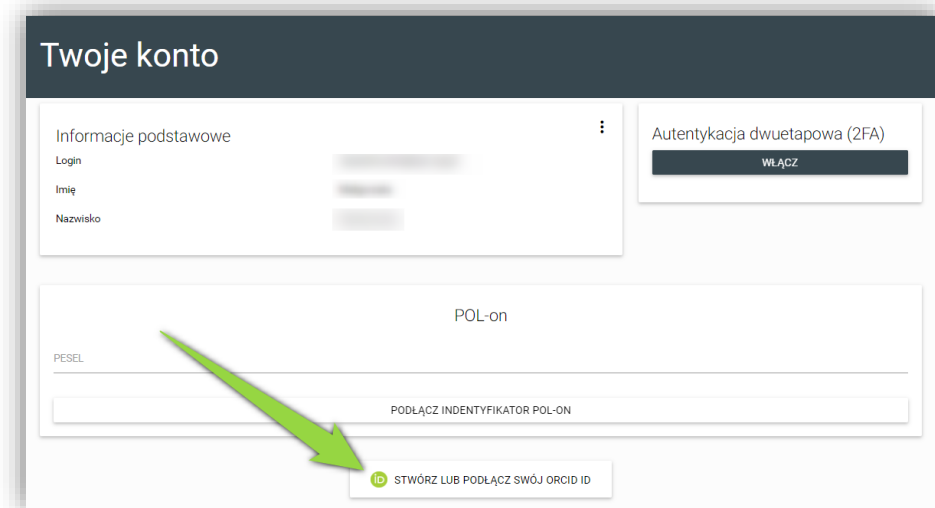 Twoje konto
Informacje podstawowe
Login
Imię
Nazwisko
Autentykacja dwuetapowa (2FA)
WŁĄCZ
POL-on
PESEL
PODŁĄCZ INDENTYFIKATOR POL-ON
iD STWÓRZ LUB PODŁĄCZ SWÓJ ORCID ID